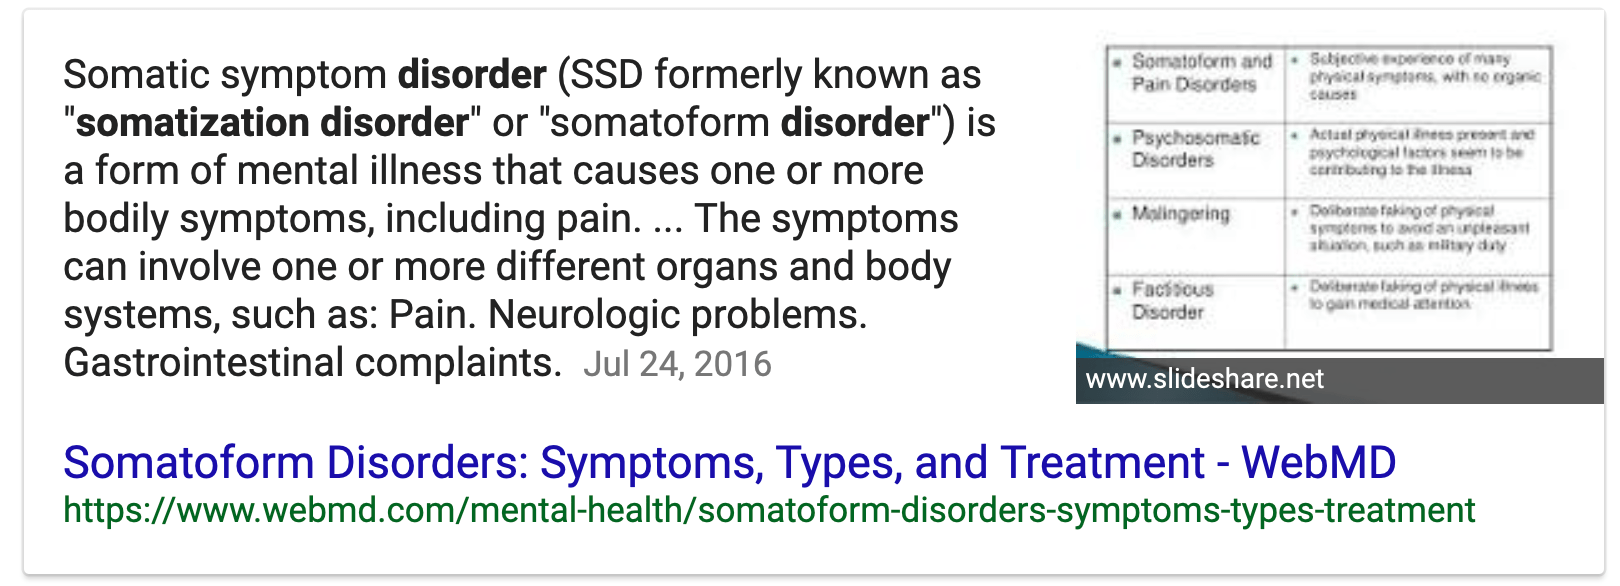 Somatic symptom disorder (SSD formerly known as
"somatization disorder" or "somatoform disorder") is
a form of mental illness that causes one or more
bodily symptoms, including pain. ... The symptoms
can involve one or more different organs and body
systems, such as: Pain. Neurologic problems.
Gastrointestinal complaints. Jul 24, 2016
Somatoform and
Pain Disorders
Subjective experience of many
physical symptoms, with no organic
causes
Psychosomatic
Disorders
Actual physical illness present and
psychological factors seem to be
contributing to the illness
Malingering
Deliberate faking of physical
symptoms to avoid an unpleasant
situation, such as military duty
Factitious
Disorder
Deliberate faking of physical illness
to gain medical attention.
www.slideshare.net
Somatoform Disorders: Symptoms, Types, and Treatment - WebMD
https://www.webmd.com/mental-health/somatoform-disorders-symptoms-types-treatment